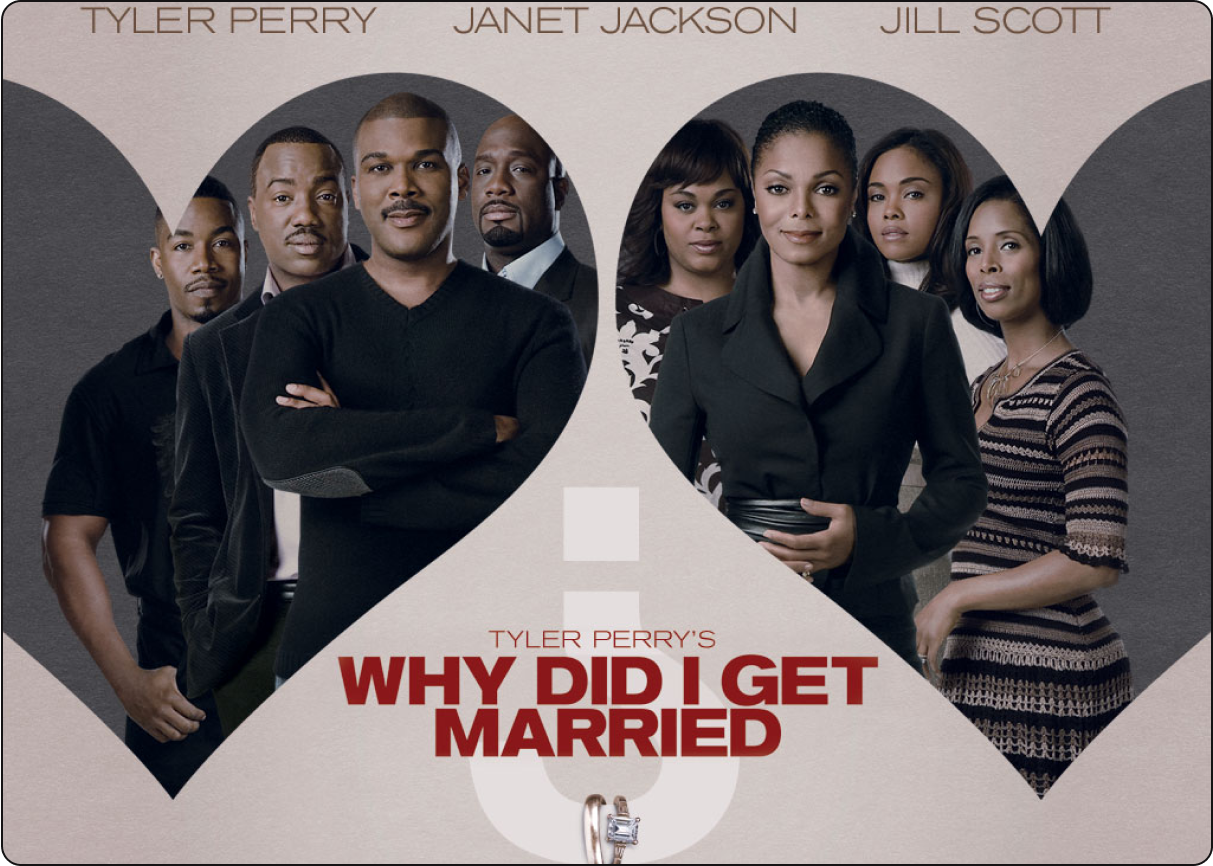 TYLER PERRY JANET JACKSON JILL SCOTT
TYLER PERRY'S
WHY DID I GET
MARRIED
?